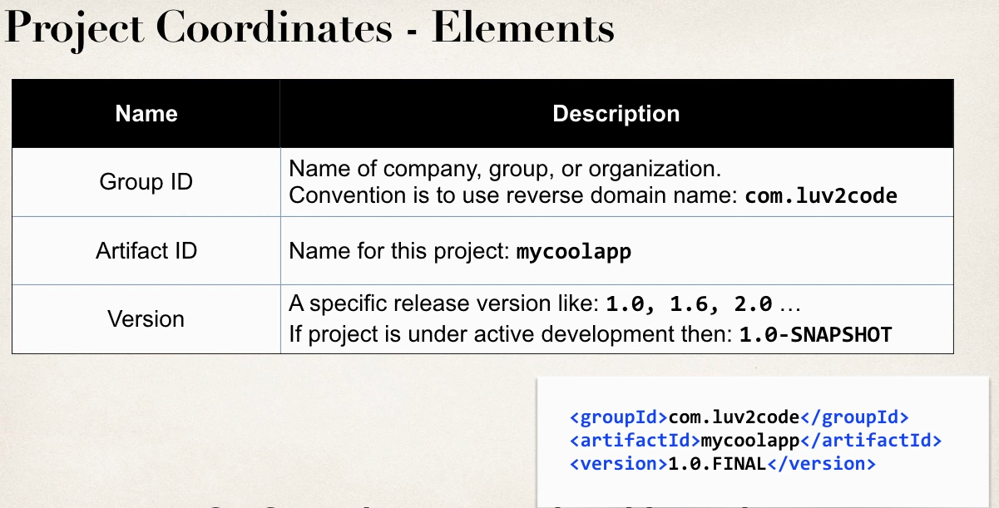 Project Coordinates - Elements
Name
Description
Group ID
Name of company, group, or organization.
Convention is to use reverse domain name: com.luv2code
Artifact ID
Name for this project: mycoolapp
Version
A specific release version like: 1.0, 1.6, 2.0 …
If project is under active development then: 1.0-SNAPSHOT
<groupId>com.luv2code</groupId>
<artifactId>mycoolapp</artifactId>
<version>1.0.FINAL</version>